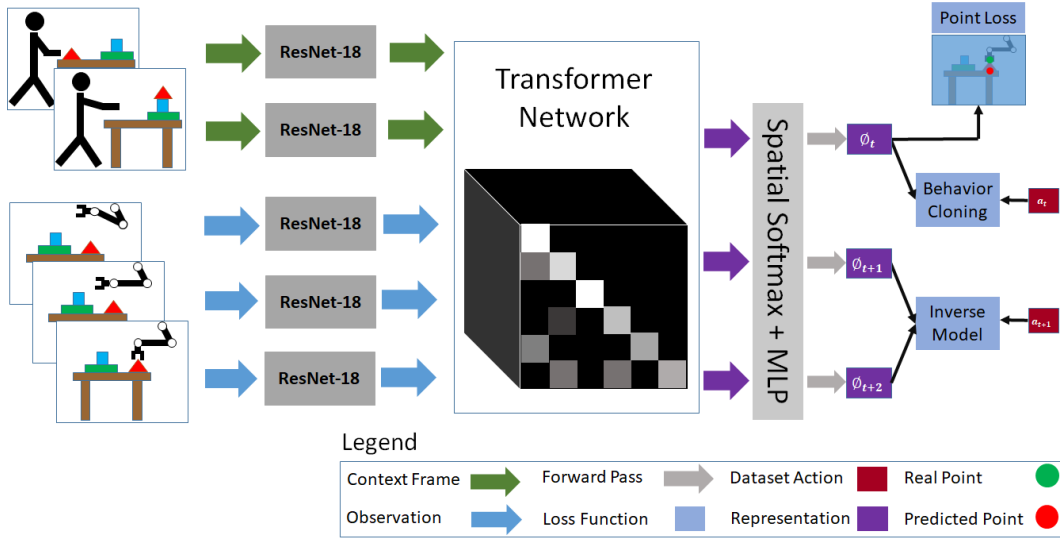 Point Loss
ResNet-18
ResNet-18
Transformer
Network
Spatial Softmax + MLP
ϕₜ
Behavior
Cloning
aₜ
ResNet-18
ResNet-18
ResNet-18
ϕₜ₊₁
Inverse
Model
aₜ₊₁
ϕₜ₊₂
Legend
Context Frame
Forward Pass
Dataset Action
Real Point
Observation
Loss Function
Representation
Predicted Point